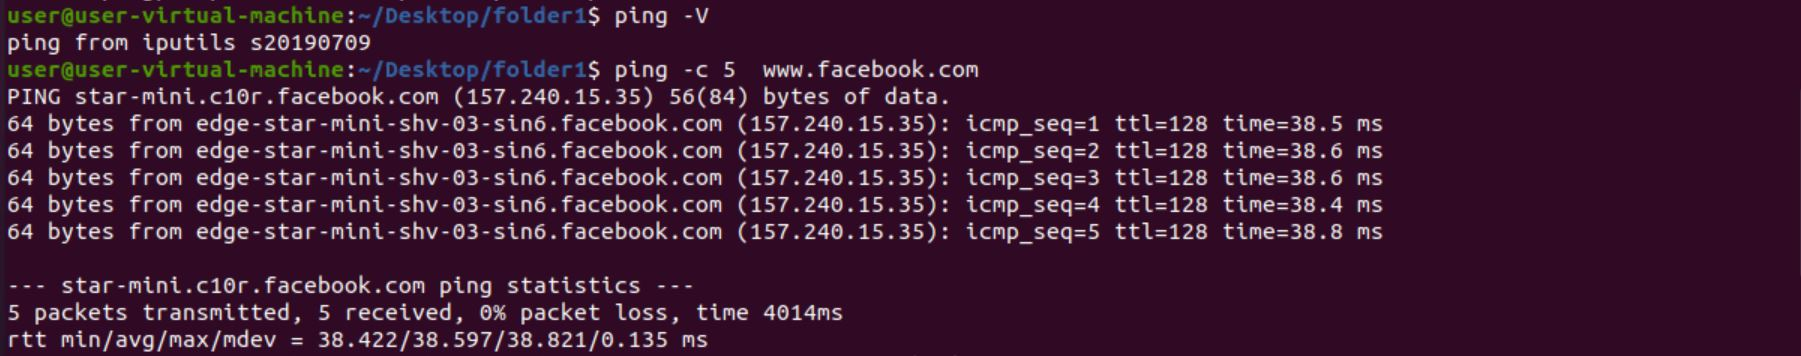 user@user-virtual-machine:~/Desktop/folder1$ ping -V
ping from iputils s20190709
user@user-virtual-machine:~/Desktop/folder1$ ping -c 5  www.facebook.com
PING star-mini.c10r.facebook.com (157.240.15.35) 56(84) bytes of data.
64 bytes from edge-star-mini-shv-03-sin6.facebook.com (157.240.15.35): icmp_seq=1 ttl=128 time=38.5 ms
64 bytes from edge-star-mini-shv-03-sin6.facebook.com (157.240.15.35): icmp_seq=2 ttl=128 time=38.6 ms
64 bytes from edge-star-mini-shv-03-sin6.facebook.com (157.240.15.35): icmp_seq=3 ttl=128 time=38.6 ms
64 bytes from edge-star-mini-shv-03-sin6.facebook.com (157.240.15.35): icmp_seq=4 ttl=128 time=38.4 ms
64 bytes from edge-star-mini-shv-03-sin6.facebook.com (157.240.15.35): icmp_seq=5 ttl=128 time=38.8 ms
--- star-mini.c10r.facebook.com ping statistics ---
5 packets transmitted, 5 received, 0% packet loss, time 4014ms
rtt min/avg/max/mdev = 38.422/38.597/38.821/0.135 ms